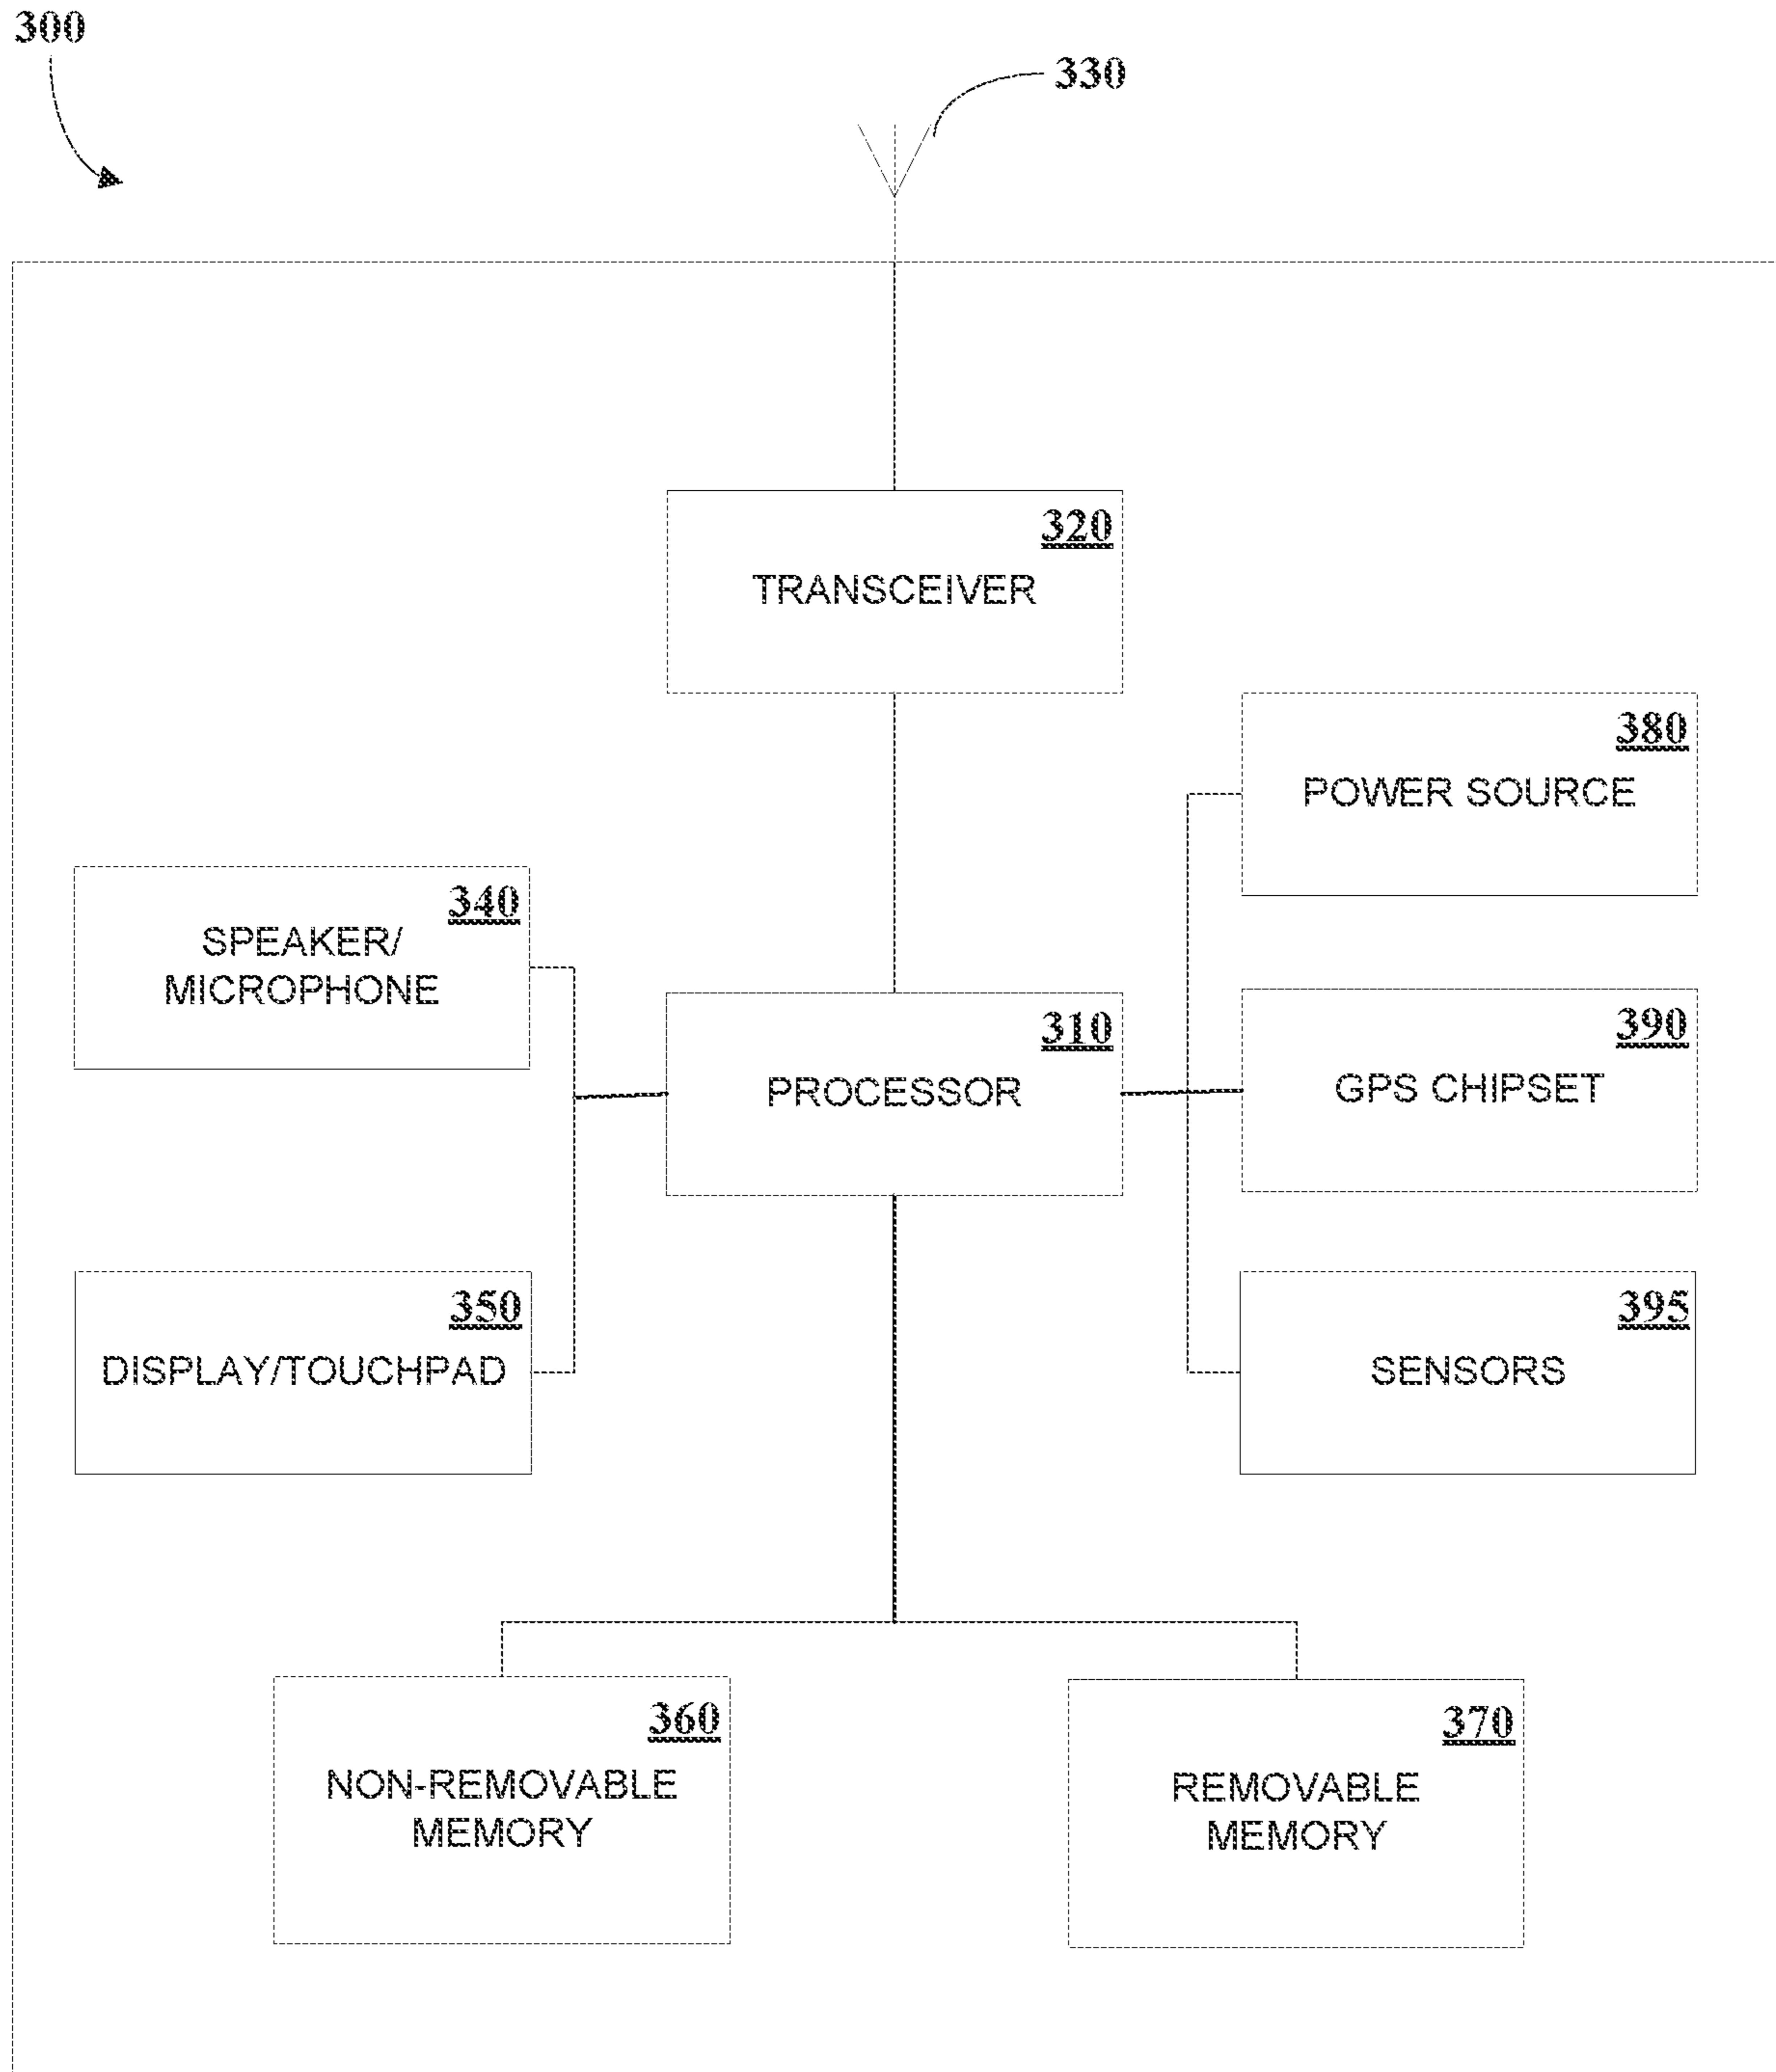 300
330
320
TRANSCEIVER
380
POWER SOURCE
340
SPEAKER/
MICROPHONE
310
PROCESSOR
390
GPS CHIPSET
350
DISPLAY/TOUCHPAD
395
SENSORS
360
NON-REMOVABLE
MEMORY
370
REMOVABLE
MEMORY